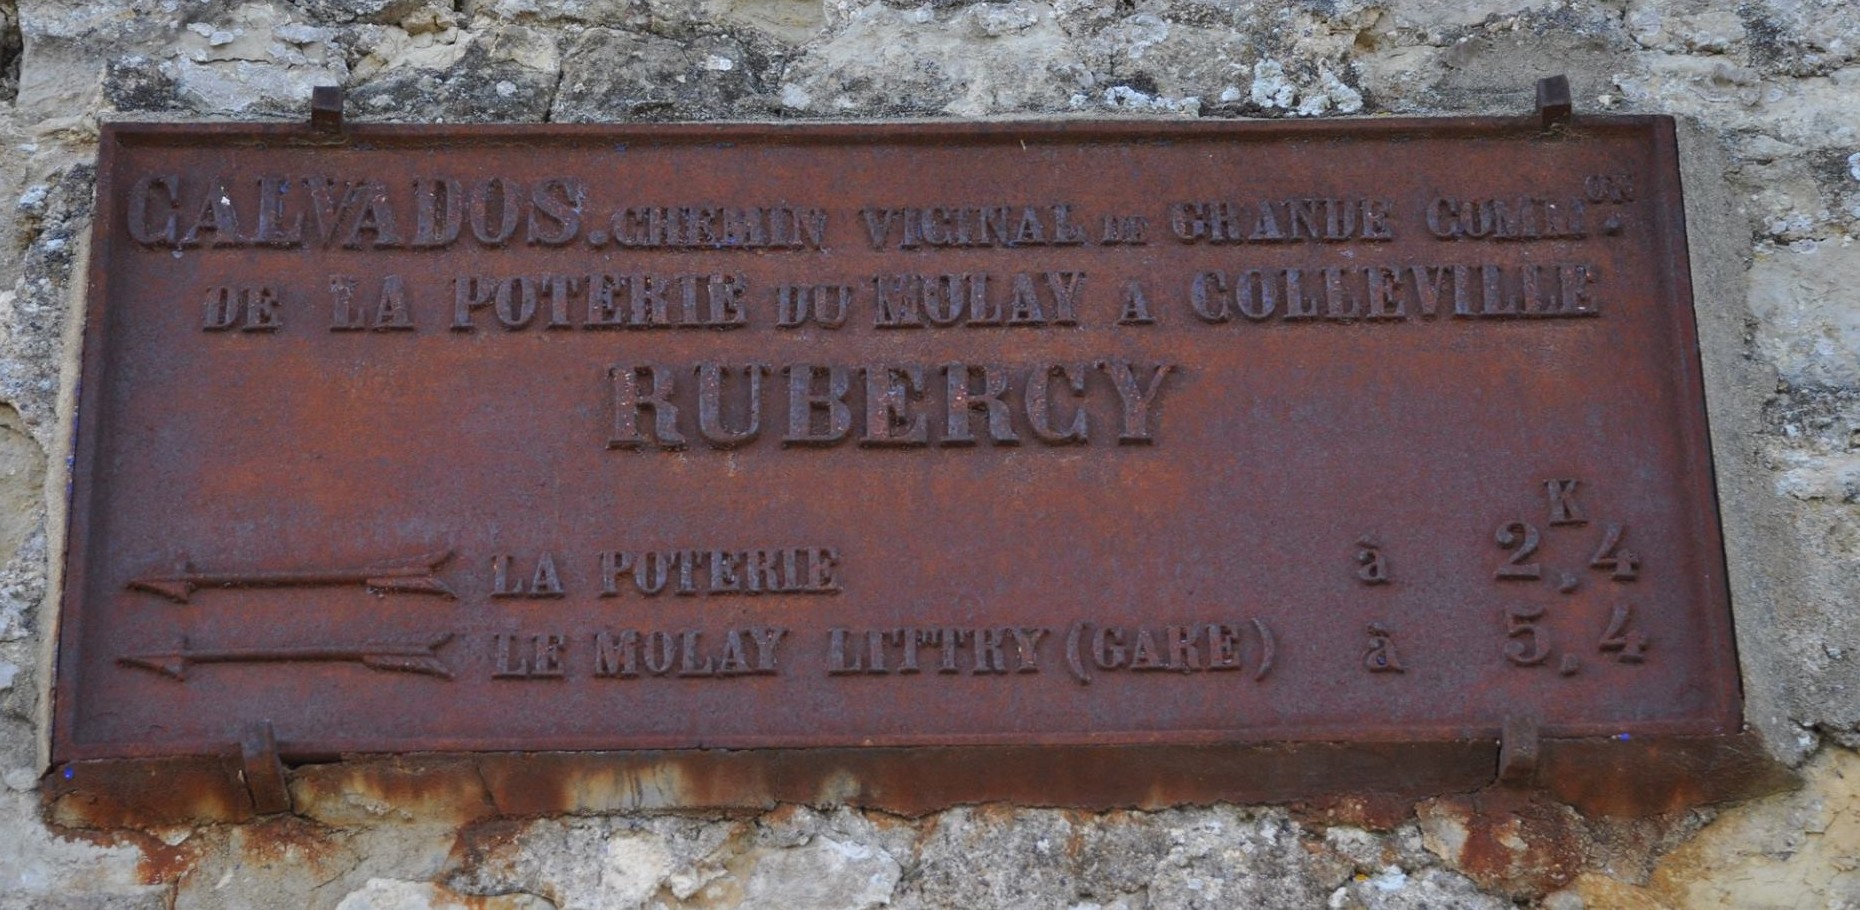 CALVADOS. CHEMIN VICINAL DE GRANDE COMMON.
DE LA POTERIE DU MOLAY A COLLEVILLE
RUBERCY
LA POTERIE à 2K,4
LE MOLAY LITTRY (GARE) à 5,4